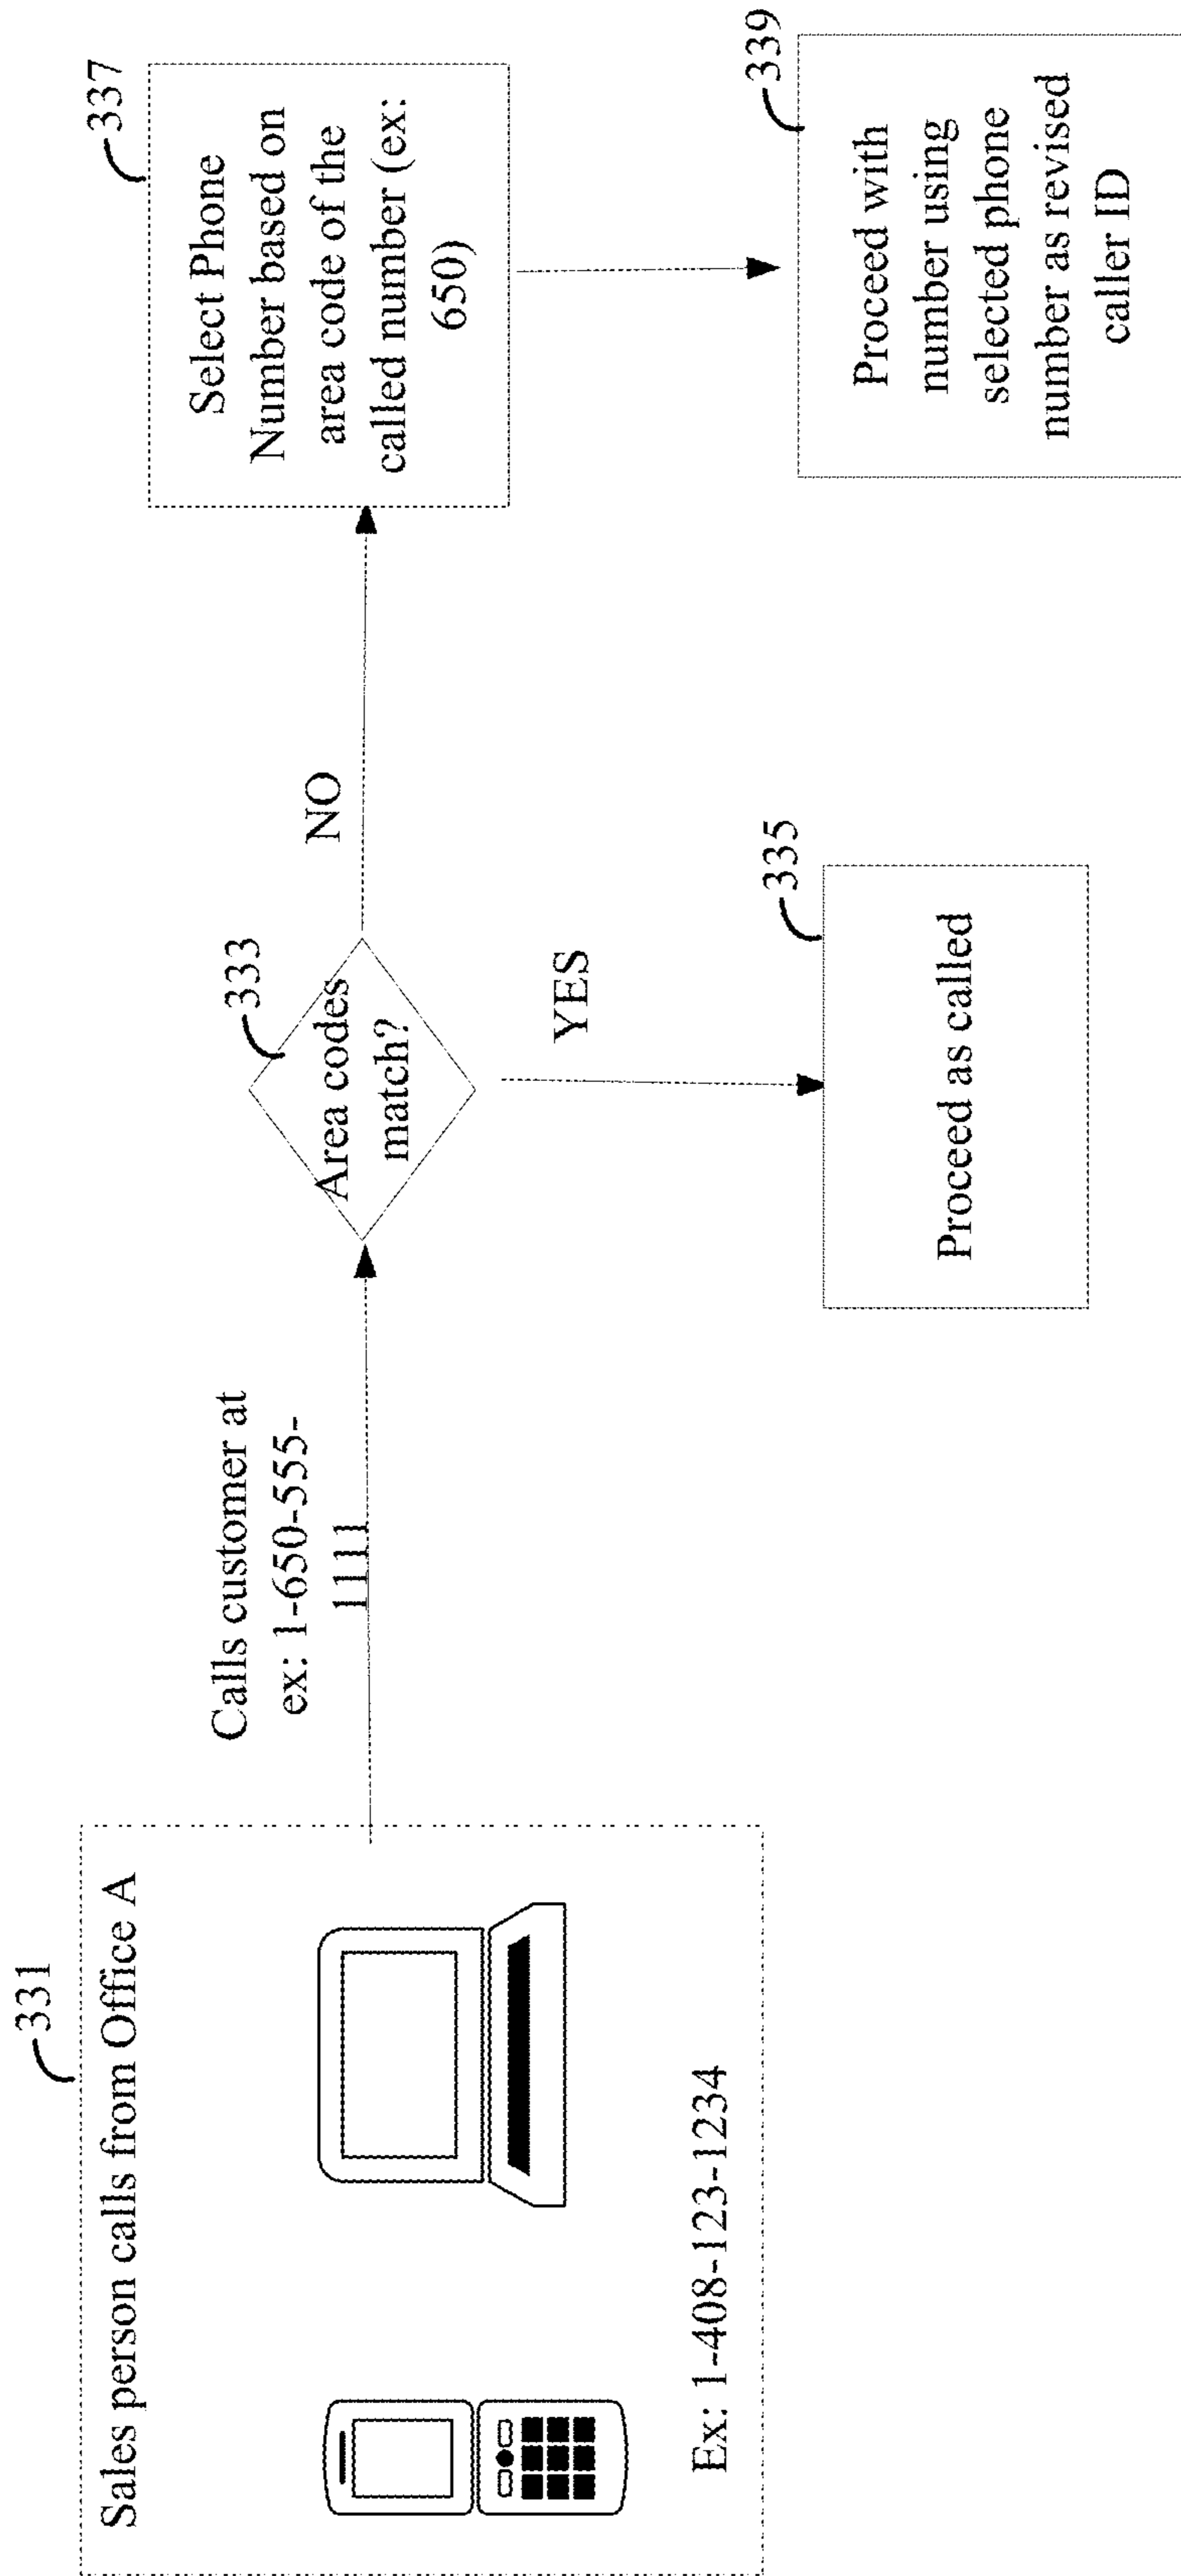 331
Sales person calls from Office A
Ex: 1-408-123-1234
Calls customer at
ex: 1-650-555-
1111
333
Area codes
match?
YES
NO
335
Proceed as called
337
Select Phone
Number based on
area code of the
called number (ex:
650)
339
Proceed with
number using
selected phone
number as revised
caller ID